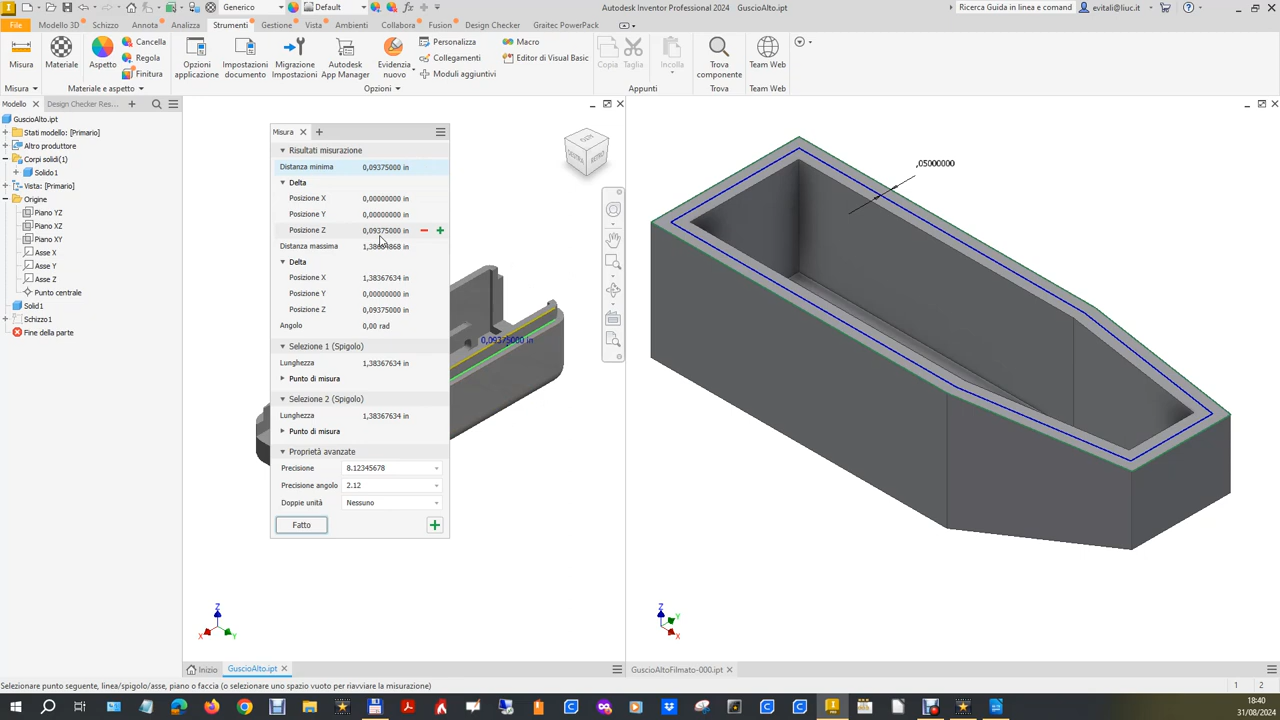 Generico
Default
Autodesk Inventor Professional 2024 GuscioAlto.ipt
Ricerca Guida in linea e comandi
evitali@liuc.it
File
Modello 3D
Schizzo
Annota
Analizza
Strumenti
Gestione
Vista
Ambienti
Collabora
Fusion
Design Checker
Graitec PowerPack
Misura
Materiale
Aspetto
Cancella
Regola
Finitura
Opzioni applicazione
Impostazioni documento
Migrazione Impostazioni
Autodesk App Manager
Evidenzia nuovo
Personalizza
Collegamenti
Moduli aggiuntivi
Macro
Editor di Visual Basic
Copia
Taglia
Incolla
Trova componente
Team Web
Misura
Materiale e aspetto
Opzioni
Appunti
Trova
Team Web
Modello
Design Checker Res...
GuscioAlto.ipt
Stati modello: [Primario]
Altro produttore
Corpi solidi(1)
Solido1
Vista: [Primario]
Origine
Piano YZ
Piano XZ
Piano XY
Asse X
Asse Y
Asse Z
Punto centrale
Solid1
Schizzo1
Fine della parte
Misura
Risultati misurazione
Distanza minima 0,09375000 in
Delta
Posizione X 0,00000000 in
Posizione Y 0,00000000 in
Posizione Z 0,09375000 in
Distanza massima
Delta
Posizione X 1,38367634 in
Posizione Y 0,00000000 in
Posizione Z 0,09375000 in
Angolo 0,00 rad
Selezione 1 (Spigolo)
Lunghezza 1,38367634 in
Punto di misura
Selezione 2 (Spigolo)
Lunghezza 1,38367634 in
Punto di misura
Proprietà avanzate
Precisione 8.12345678
Precisione angolo 2.12
Doppie unità Nessuno
Fatto
0,09375000 in
,05000000
Z
X
Y
Z
Y
X
Inizio
GuscioAlto.ipt
GuscioAltoFilmato-000.ipt
Selezionare punto seguente, linea/spigolo/asse, piano o faccia (o selezionare uno spazio vuoto per riavviare la misurazione)
1 2
18:40
31/08/2024